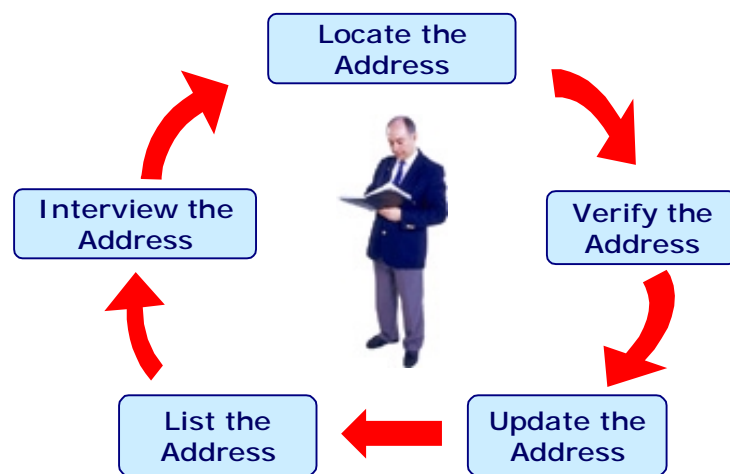 Locate the
Address
Verify the
Address
Update the
Address
List the
Address
Interview the
Address